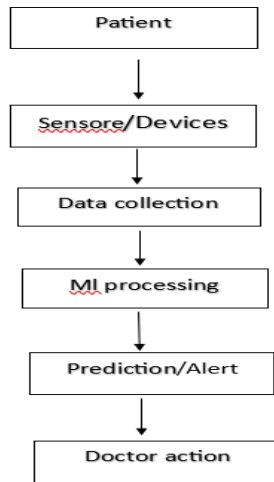 Patient
Sensore/Devices
Data collection
Ml processing
Prediction/Alert
Doctor action